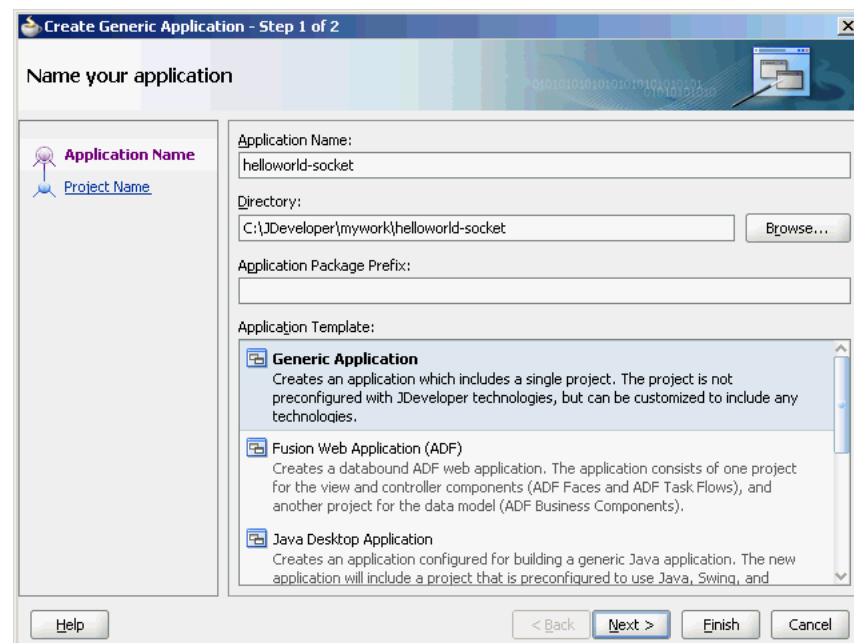 Create Generic Application - Step 1 of 2
Name your application
Application Name
Project Name
Application Name:
helloworld-socket
Directory:
C:\JDeveloper\mywork\helloworld-socket
Browse...
Application Package Prefix:
Application Template:
Generic Application
Creates an application which includes a single project. The project is not
preconfigured with JDeveloper technologies, but can be customized to include any
technologies.
Fusion Web Application (ADF)
Creates a databound ADF web application. The application consists of one project
for the view and controller components (ADF Faces and ADF Task Flows), and
another project for the data model (ADF Business Components).
Java Desktop Application
Creates an application configured for building a generic Java application. The new
application will include a project that is preconfigured to use Java, Swing, and
Help
< Back
Next >
Finish
Cancel